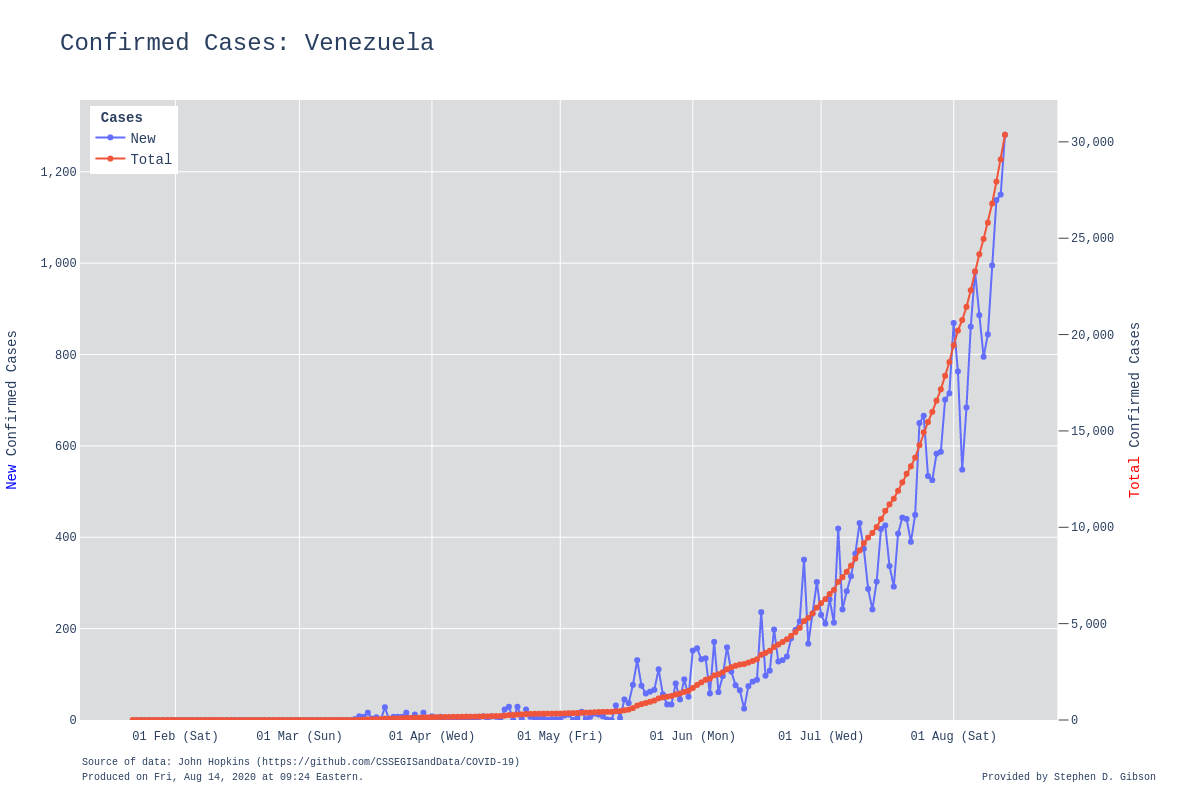 Confirmed Cases: Venezuela
Cases
New
Total
1,200
1,000
800
600
400
200
0
New Confirmed Cases
30,000
25,000
20,000
15,000
10,000
5,000
0
Total Confirmed Cases
01 Feb (Sat) 01 Mar (Sun) 01 Apr (Wed) 01 May (Fri) 01 Jun (Mon) 01 Jul (Wed) 01 Aug (Sat)
Source of data: John Hopkins (https://github.com/CSSEGISandData/COVID-19)
Produced on Fri, Aug 14, 2020 at 09:24 Eastern.
Provided by Stephen D. Gibson